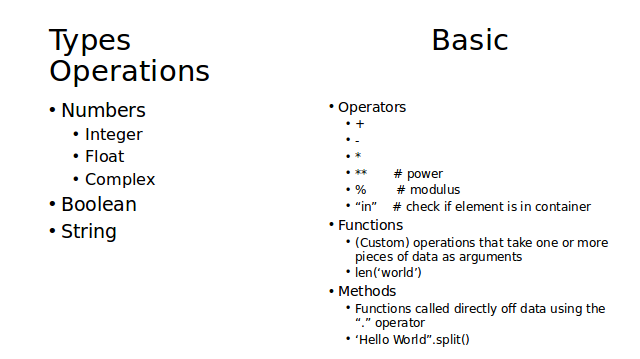 Types Basic
Operations
• Numbers
• Integer
• Float
• Complex
• Boolean
• String
• Operators
• +
• -
• *
• ** # power
• % # modulus
• “in” # check if element is in container
• Functions
• (Custom) operations that take one or more
pieces of data as arguments
• len(‘world’)
• Methods
• Functions called directly off data using the
“.” operator
• ‘Hello World”.split()